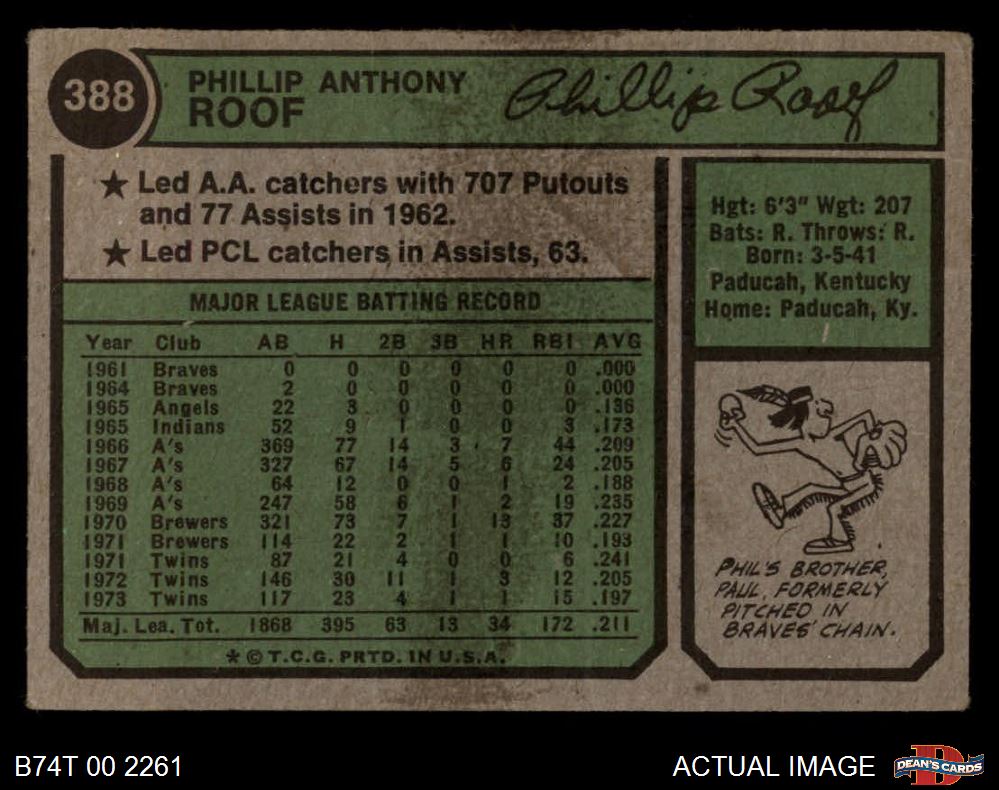 388
PHILLIP ANTHONY
ROOF
Phillip Roof
★ Led A.A. catchers with 707 Putouts
and 77 Assists in 1962.
★ Led PCL catchers in Assists, 63.
MAJOR LEAGUE BATTING RECORD
Year Club AB H 2B 3B HR RBI AVG
1961 Braves 0 0 0 0 0 0 .000
1964 Braves 2 0 0 0 0 0 .000
1965 Angels 22 3 0 0 0 0 .136
1965 Indians 52 9 1 0 0 3 .173
1966 A's 369 77 14 3 7 44 .209
1967 A's 327 67 14 5 6 24 .205
1968 A's 64 12 0 0 1 2 .188
1969 A's 247 58 6 1 2 19 .235
1970 Brewers 321 73 7 1 13 37 .227
1971 Brewers 114 22 2 1 1 10 .193
1971 Twins 87 21 4 0 0 6 .241
1972 Twins 146 30 11 1 3 12 .205
1973 Twins 117 23 4 1 1 15 .197
Maj. Lea. Tot. 1868 395 63 13 34 172 .211
* © T.C.G. PRTD. IN U.S.A.
Hgt: 6'3" Wgt: 207
Bats: R. Throws: R.
Born: 3-5-41
Paducah, Kentucky
Home: Paducah, Ky.
PHIL'S BROTHER,
PAUL, FORMERLY
PITCHED IN
BRAVES' CHAIN.
B74T 00 2261
ACTUAL IMAGE
DEAN'S CARDS